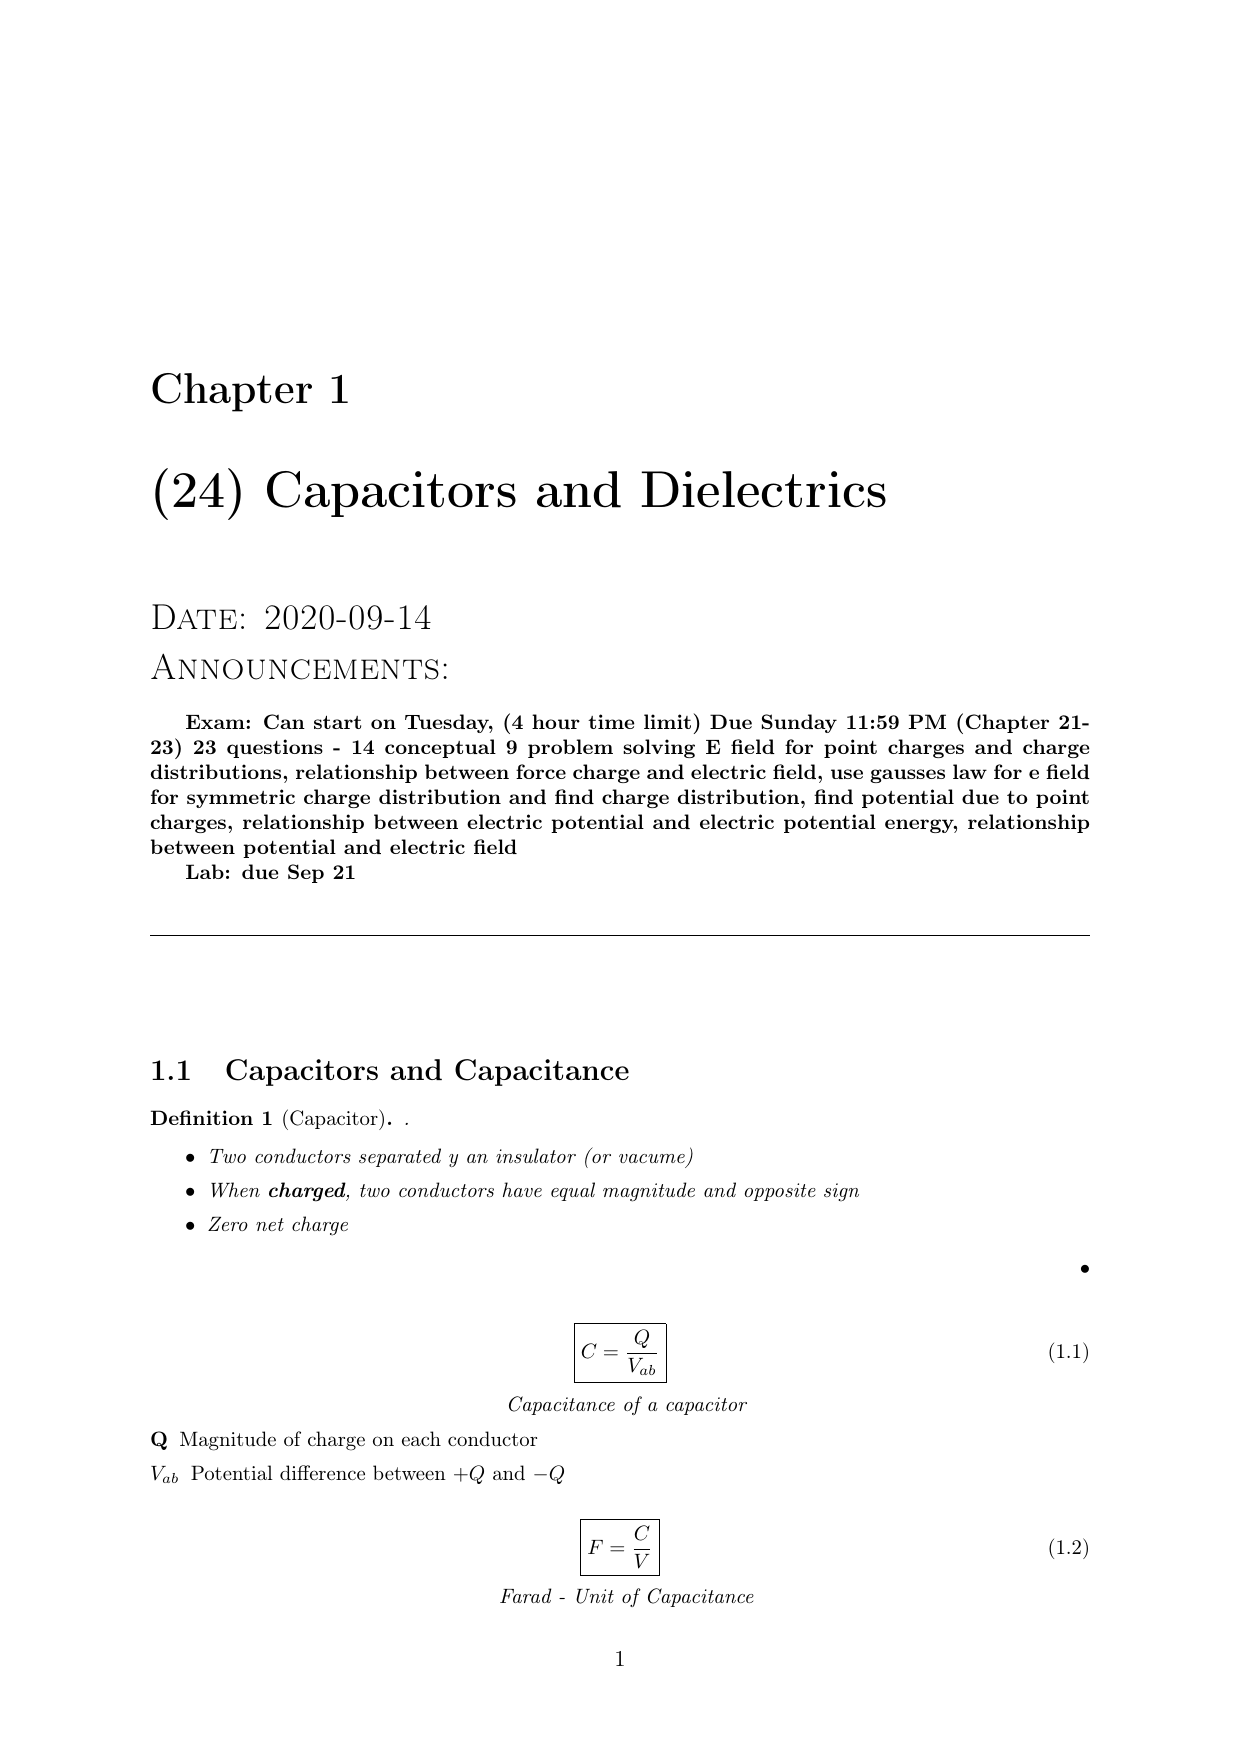 Chapter 1
(24) Capacitors and Dielectrics
Date: 2020-09-14
Announcements:
Exam: Can start on Tuesday, (4 hour time limit) Due Sunday 11:59 PM (Chapter 21-
23) 23 questions - 14 conceptual 9 problem solving E field for point charges and charge
distributions, relationship between force charge and electric field, use gausses law for e field
for symmetric charge distribution and find charge distribution, find potential due to point
charges, relationship between electric potential and electric potential energy, relationship
between potential and electric field
Lab: due Sep 21
1.1 Capacitors and Capacitance
Definition 1 (Capacitor). .
• Two conductors separated y an insulator (or vacume)
• When charged, two conductors have equal magnitude and opposite sign
• Zero net charge
•
C = Q/V_ab (1.1)
Capacitance of a capacitor
Q Magnitude of charge on each conductor
V_ab Potential difference between +Q and −Q
F = C/V (1.2)
Farad - Unit of Capacitance
1